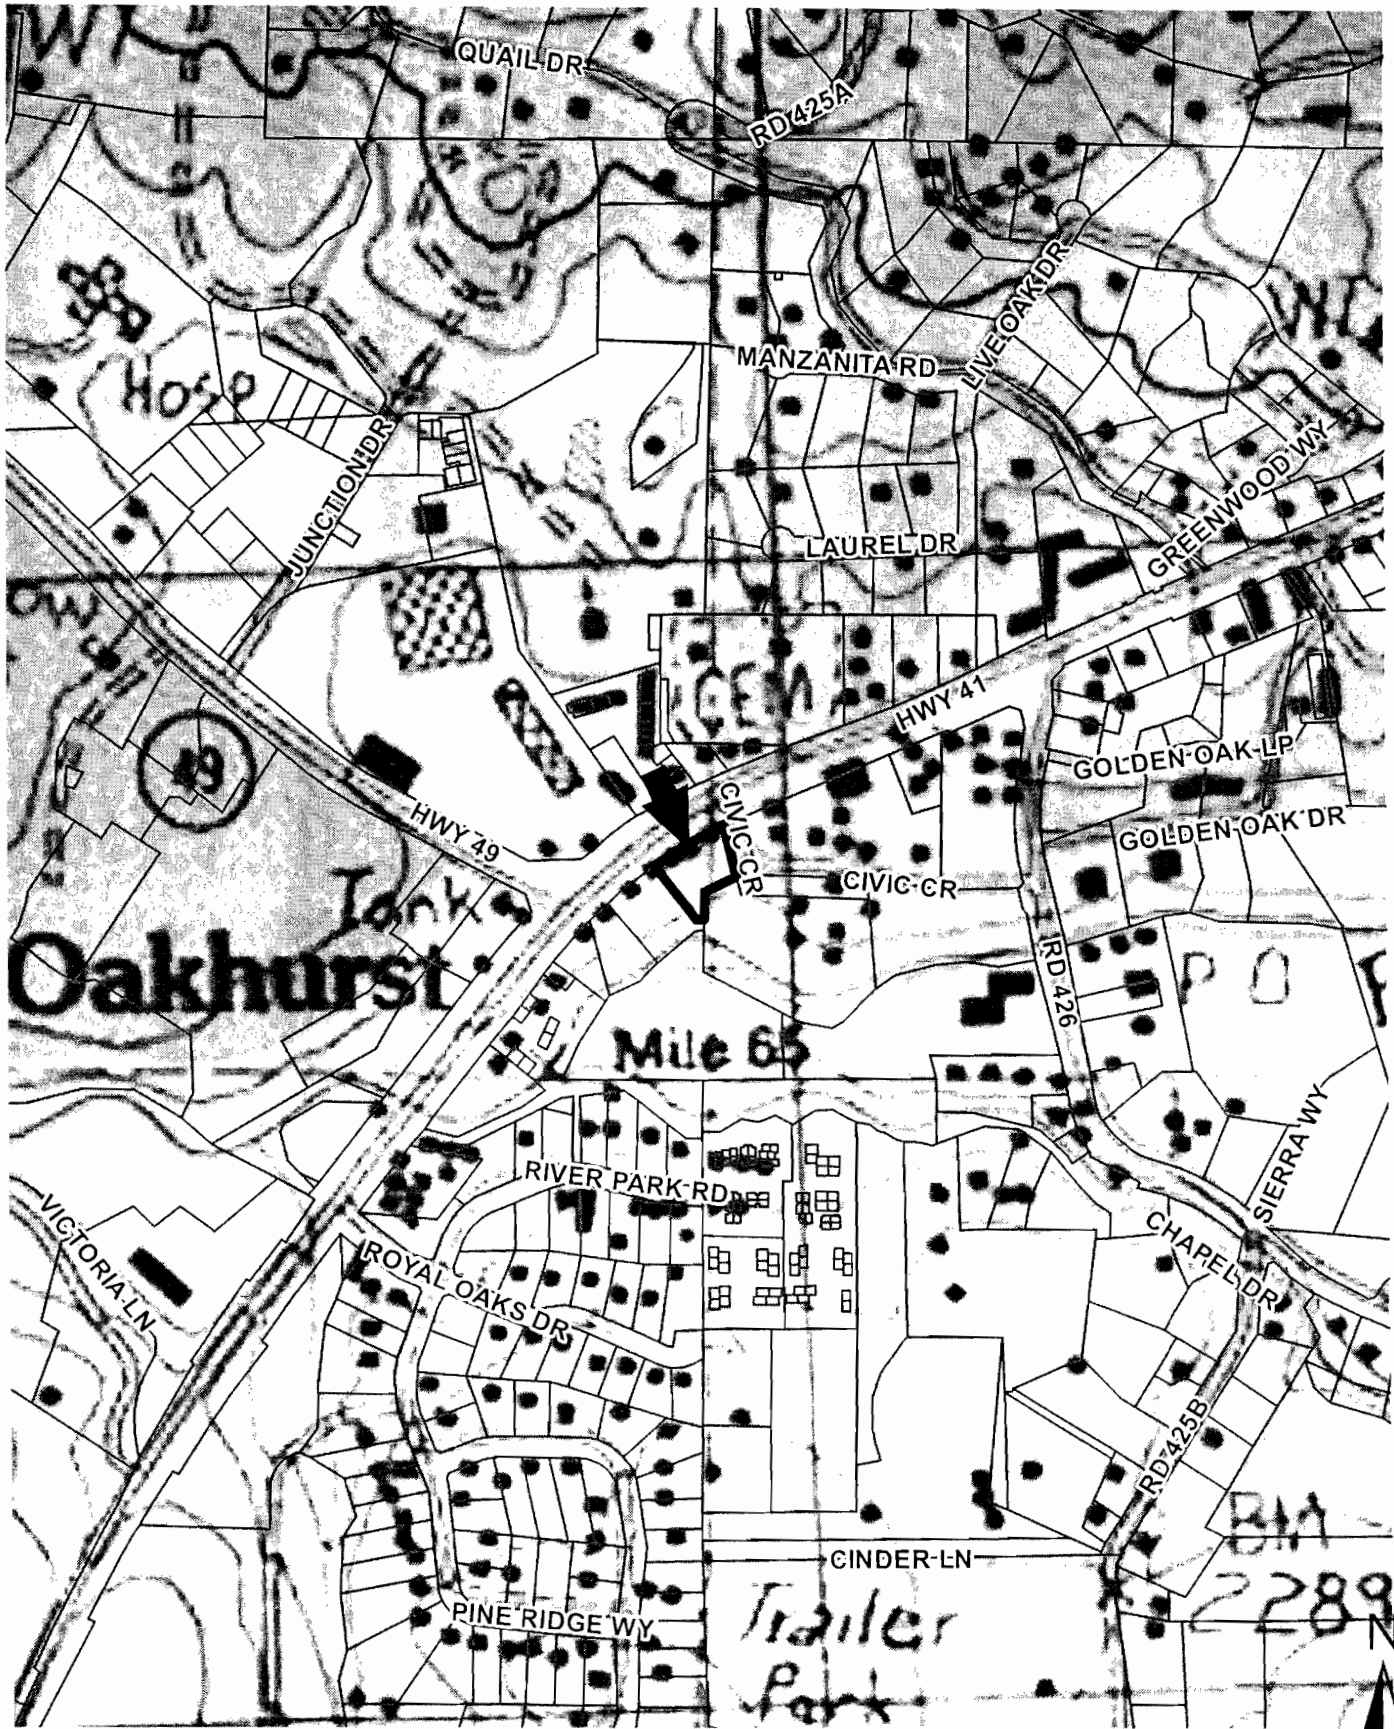 QUAIL DR
RD 425A
LIVE OAK DR
MANZANITA RD
Hosp
JUNCTION DR
GREENWOOD WY
LAUREL DR
CEM
HWY 41
49
GOLDEN OAK LP
CIVIC CR
HWY 49
GOLDEN OAK DR
CIVIC CR
Tank
Oakhurst
RD 426
P O
Mile 65
SIERRA WY
RIVER PARK RD
VICTORIA LN
CHAPEL DR
ROYAL OAKS DR
RD 425B
BM
2289
CINDER LN
Trailer
Park
PINE RIDGE WY
N